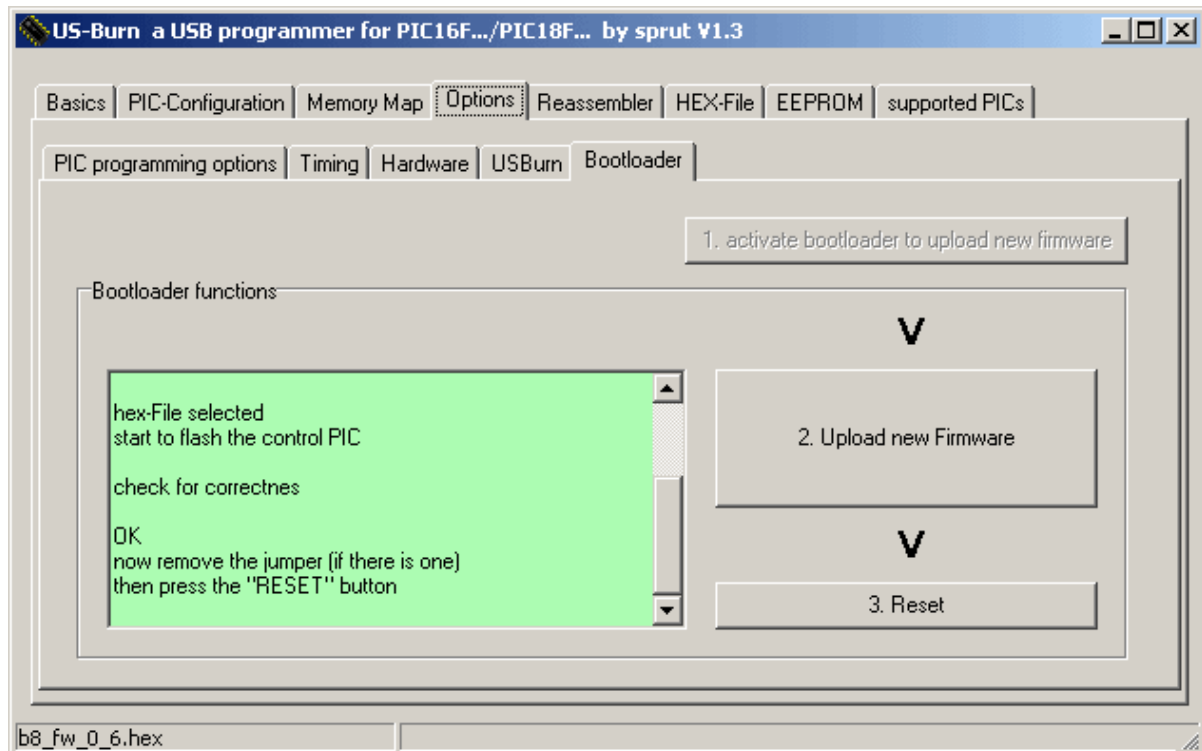 US-Burn a USB programmer for PIC16F.../PIC18F... by sprut V1.3
Basics PIC-Configuration Memory Map Options Reassembler HEX-File EEPROM supported PICs
PIC programming options Timing Hardware USBurn Bootloader
1. activate bootloader to upload new firmware
Bootloader functions
V
hex-File selected
start to flash the control PIC
check for correctnes
OK
now remove the jumper (if there is one)
then press the "RESET" button
2. Upload new Firmware
V
3. Reset
b8_fw_0_6.hex